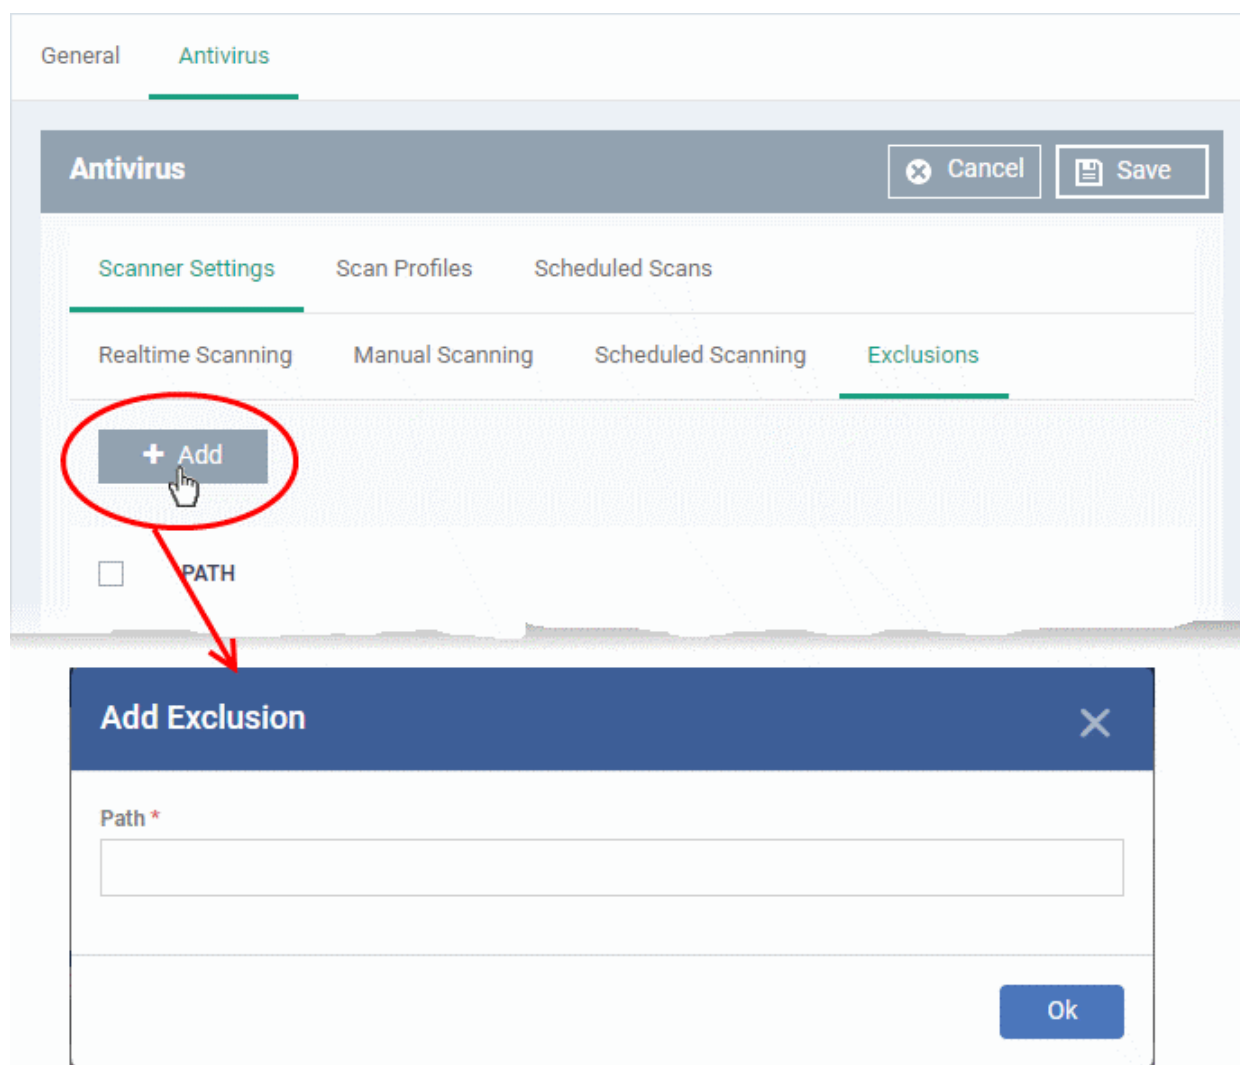 General Antivirus
Antivirus Cancel Save
Scanner Settings Scan Profiles Scheduled Scans
Realtime Scanning Manual Scanning Scheduled Scanning Exclusions
+ Add
PATH
Add Exclusion
Path *
Ok